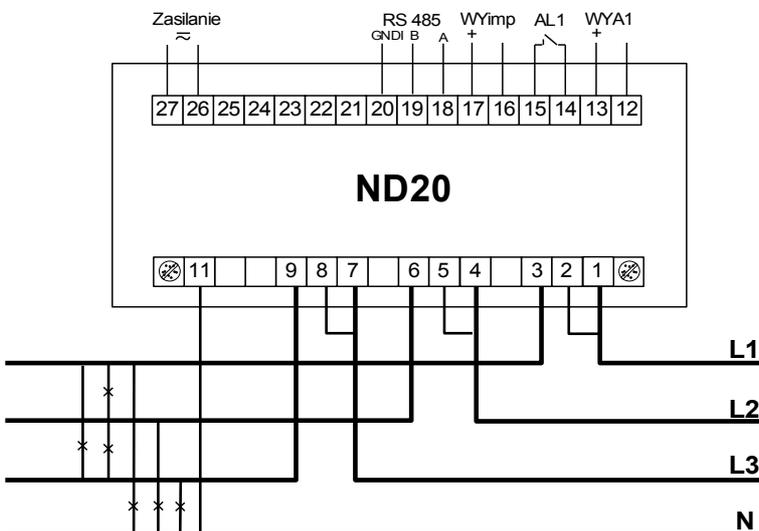 Zasilanie RS 485 WYimp AL1 WYA1
GNDI B A + +
27 26 25 24 23 22 21 20 19 18 17 16 15 14 13 12
ND20
11 9 8 7 6 5 4 3 2 1
L1
L2
L3
N